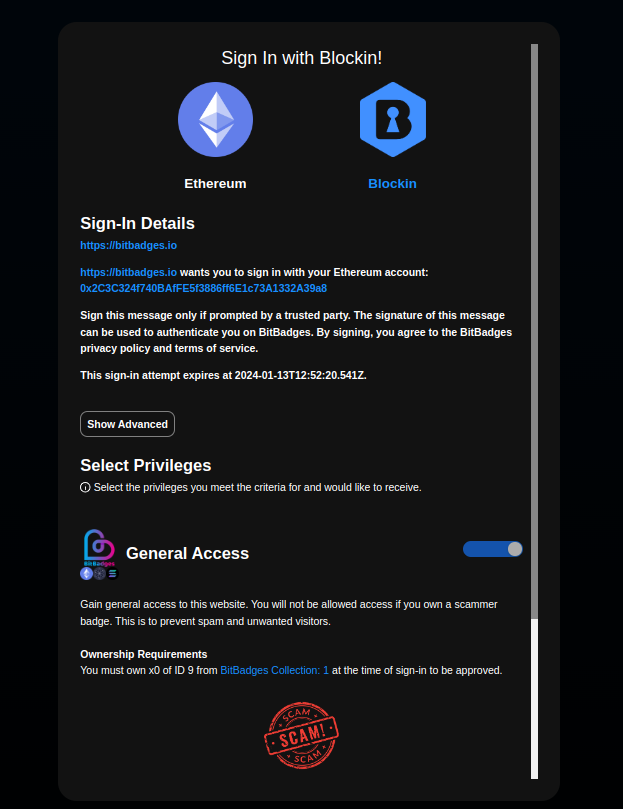 Sign In with Blockin!
Ethereum
Blockin
Sign-In Details
https://bitbadges.io
https://bitbadges.io wants you to sign in with your Ethereum account:
0x2C3C324f740BAfFE5f3886ff6E1c73A1332A39a8
Sign this message only if prompted by a trusted party. The signature of this message
can be used to authenticate you on BitBadges. By signing, you agree to the BitBadges
privacy policy and terms of service.
This sign-in attempt expires at 2024-01-13T12:52:20.541Z.
Show Advanced
Select Privileges
Select the privileges you meet the criteria for and would like to receive.
BitBadges
General Access
Gain general access to this website. You will not be allowed access if you own a scammer
badge. This is to prevent spam and unwanted visitors.
Ownership Requirements
You must own x0 of ID 9 from BitBadges Collection: 1 at the time of sign-in to be approved.
SCAM
SCAM!
SCAM